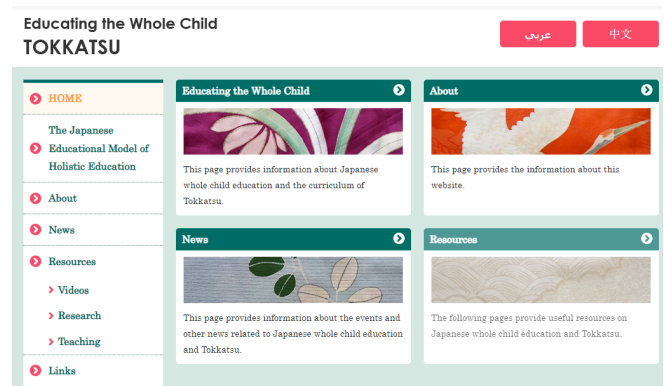 Educating the Whole Child
TOKKATSU
عربي
中文
HOME
The Japanese
Educational Model of
Holistic Education
About
News
Resources
Videos
Research
Teaching
Links
Educating the Whole Child
This page provides information about Japanese
whole child education and the curriculum of
Tokkatsu.
About
This page provides the information about this
website.
News
This page provides information about the events and
other news related to Japanese whole child education
and Tokkatsu.
Resources
The following pages provide useful resources on
Japanese whole child education and Tokkatsu.